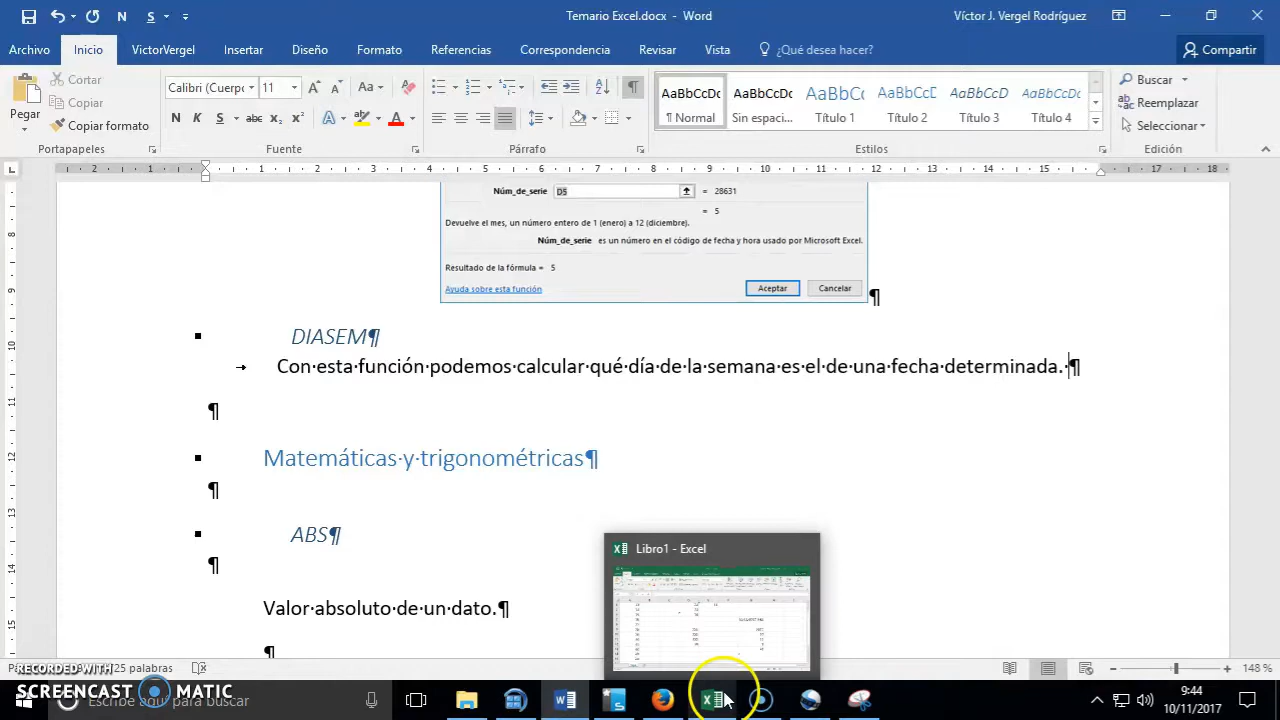 Temario Excel.docx - Word
Víctor J. Vergel Rodríguez
Archivo Inicio VictorVergel Insertar Diseño Formato Referencias Correspondencia Revisar Vista ¿Qué desea hacer? Compartir
Pegar
Cortar
Copiar
Copiar formato
Portapapeles
Calibri (Cuerpo 11
Fuente
Párrafo
AaBbCcDc AaBbCcDc AaBbCc AaBbCcDc AaBbCcD AaBbCcDc
¶ Normal Sin espaci... Título 1 Título 2 Título 3 Título 4
Estilos
Buscar
Reemplazar
Seleccionar
Edición
Núm_de_serie D5 = 28631
= 5
Devuelve el mes, un número entero de 1 (enero) a 12 (diciembre).
Núm_de_serie es un número en el código de fecha y hora usado por Microsoft Excel.
Resultado de la fórmula = 5
Ayuda sobre esta función Aceptar Cancelar
¶
DIASEM¶
Con·esta·función·podemos·calcular·qué·día·de·la·semana·es·el·de·una·fecha·determinada.·¶
¶
Matemáticas·y·trigonométricas¶
¶
ABS¶
¶
Valor·absoluto·de·un·dato.¶
¶
Libro1 - Excel
25 palabras
148 %
RECORDED WITH
SCREENCAST MATIC
Escribe aquí para buscar
9:44
10/11/2017